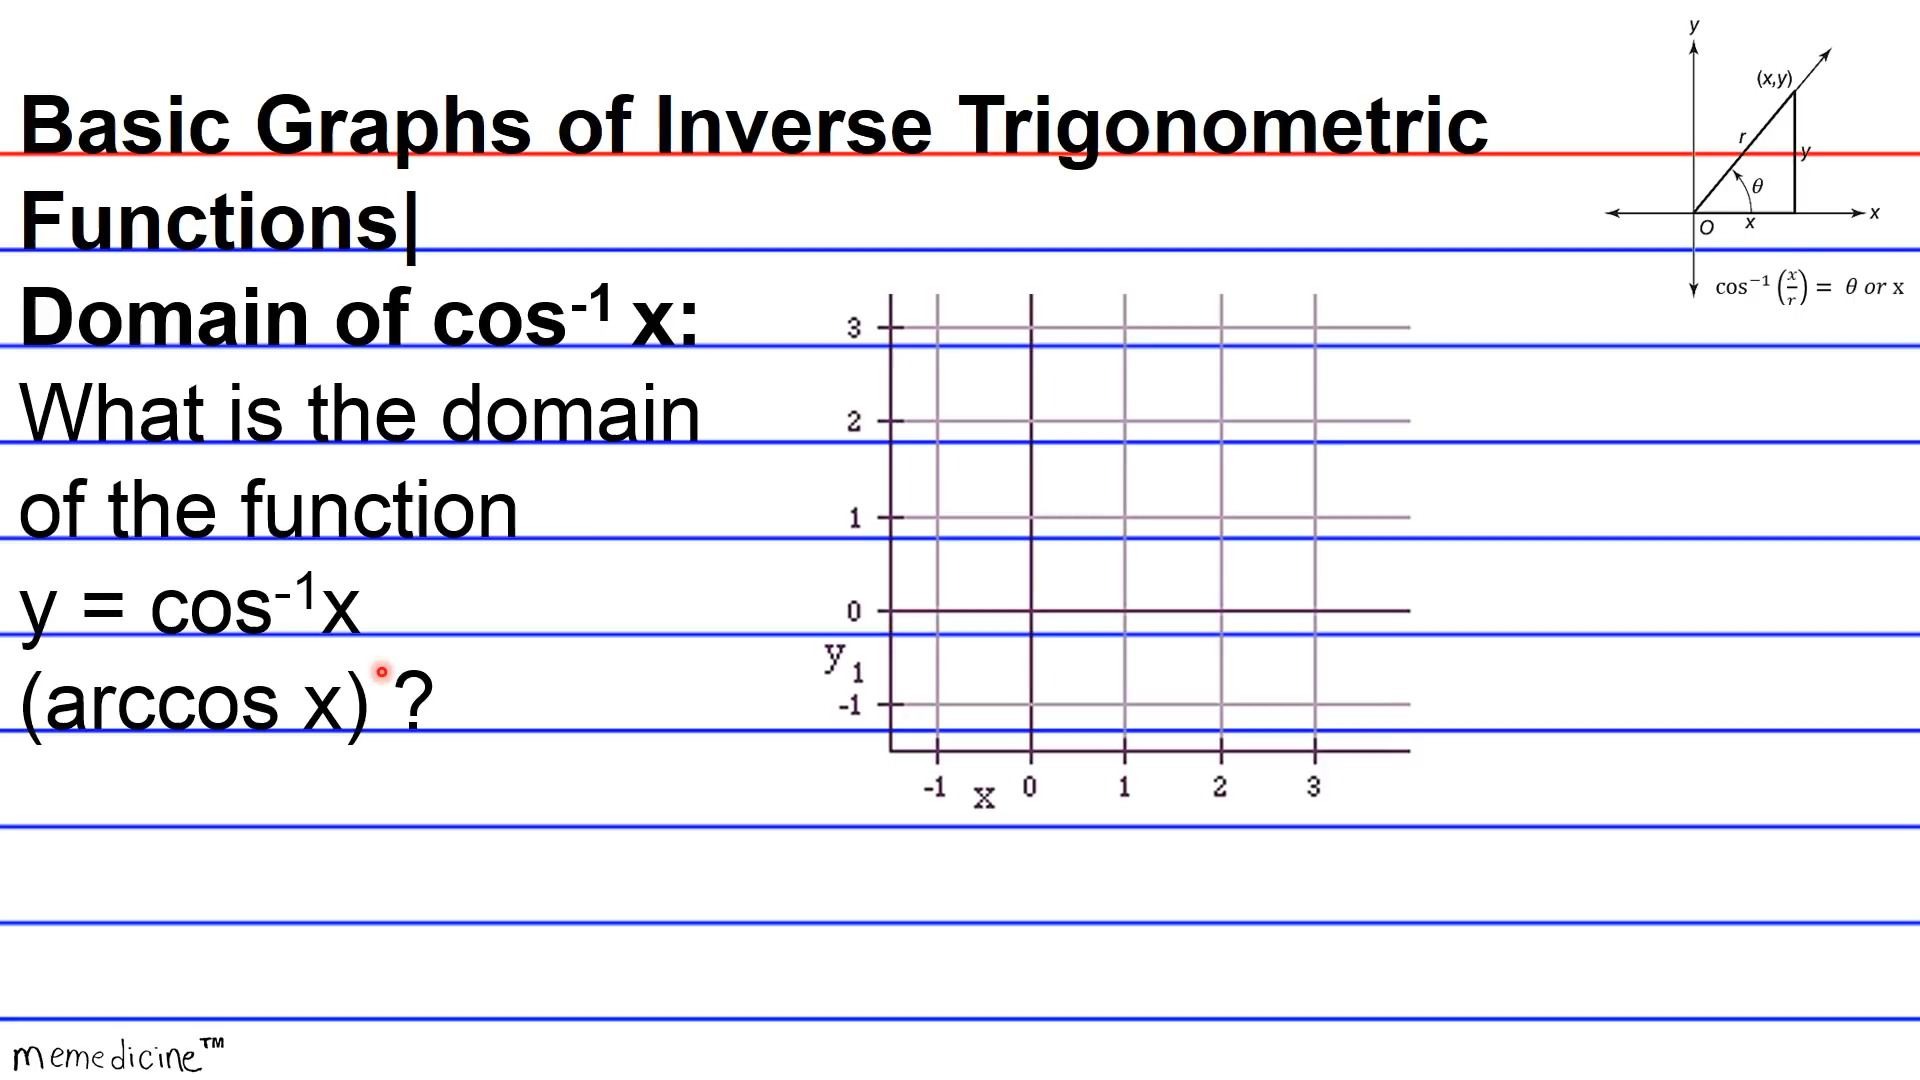 Basic Graphs of Inverse Trigonometric
Functions|
Domain of cos⁻¹ x:
What is the domain
of the function
y = cos⁻¹x
(arccos x) ?
y
(x,y)
r
y
θ
O
x
x
cos⁻¹ (x/r) = θ or x
3
2
1
0
y₁
-1
-1
x
0
1
2
3
memedicine™